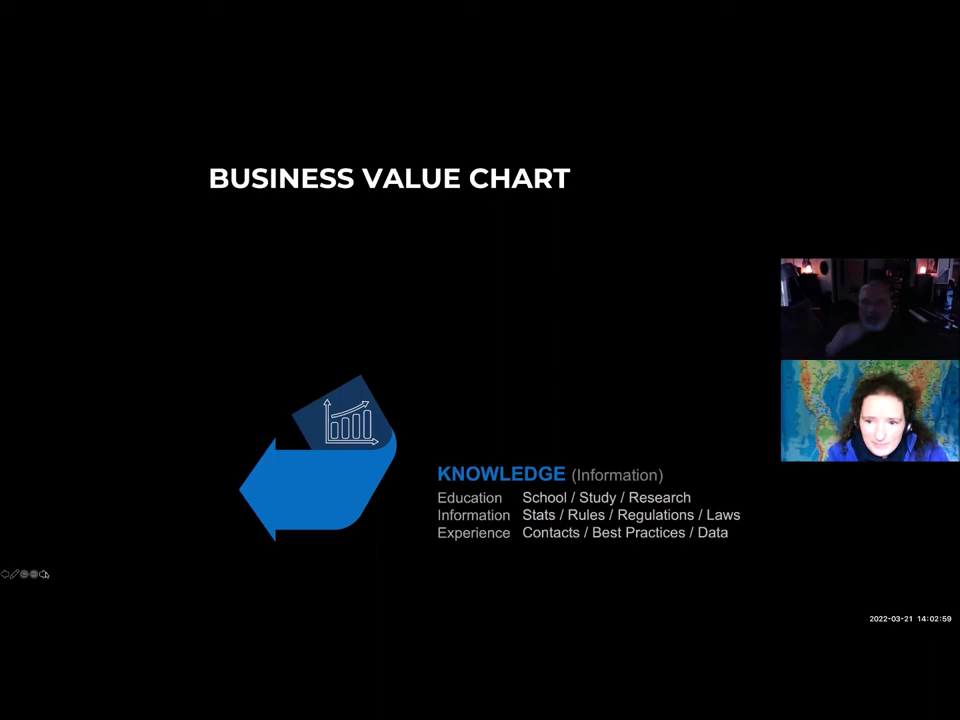 BUSINESS VALUE CHART
KNOWLEDGE (Information)
Education School / Study / Research
Information Stats / Rules / Regulations / Laws
Experience Contacts / Best Practices / Data
2022-03-21 14:02:59